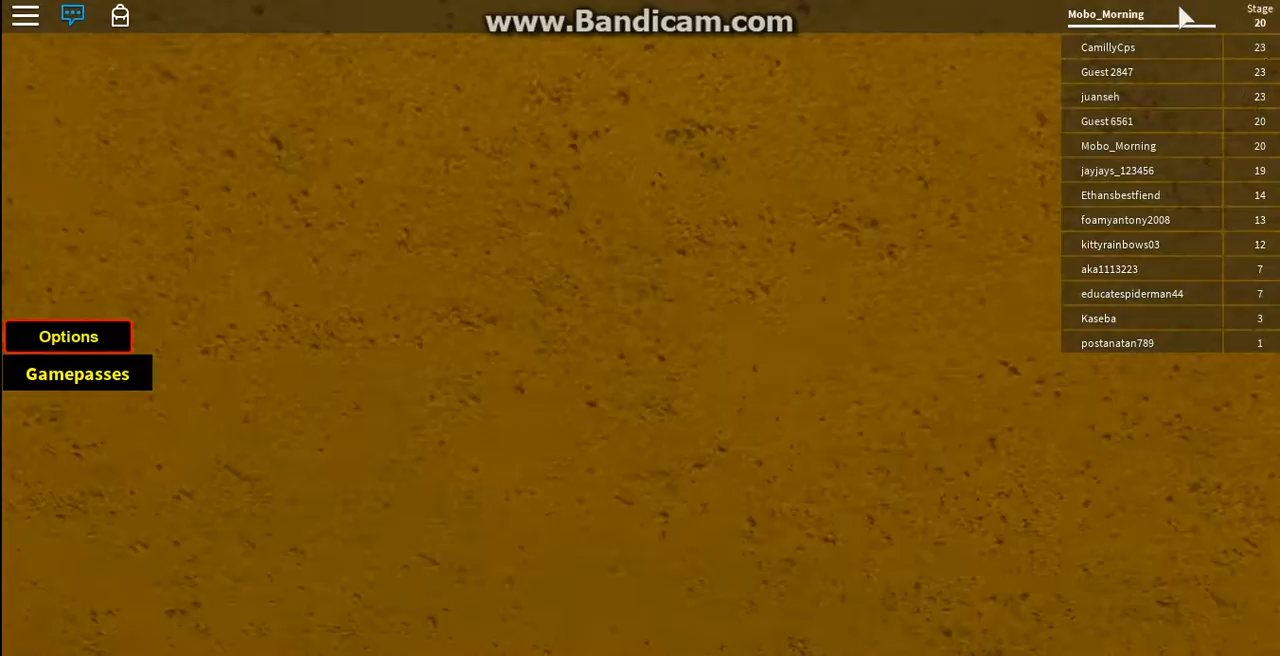 www.Bandicam.com
Mobo_Morning
Stage
20
CamillyCps 23
Guest 2847 23
juanseh 23
Guest 6561 20
Mobo_Morning 20
jayjays_123456 19
Ethansbestfiend 14
foamyantony2008 13
kittyrainbows03 12
aka1113223 7
educatespiderman44 7
Kaseba 3
postanatan789 1
Options
Gamepasses